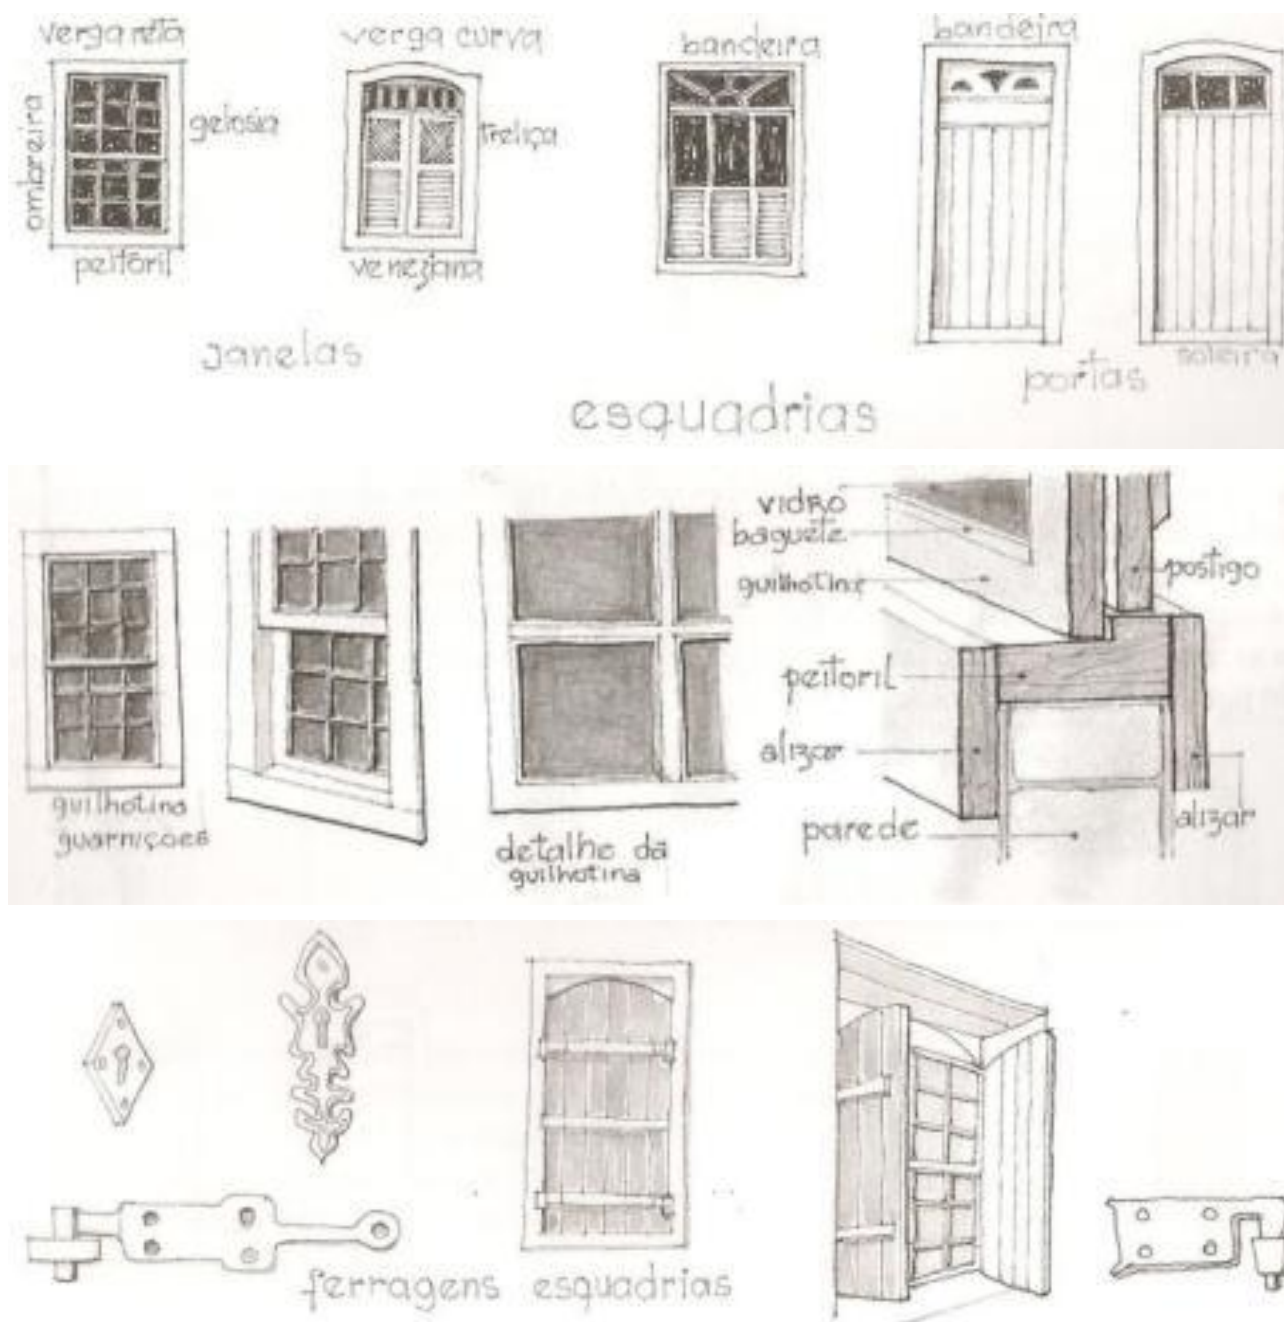 verga reta
verga curva
bandeira
bandeira
ombreira
gelosia
treliça
peitoril
veneziana
janelas
portas
soleira
esquadrias
vidro
baguete
guilhotina
postigo
peitoril
alizar
parede
alizar
guilhotina
guarnições
detalhe da
guilhotina
ferragens esquadrias